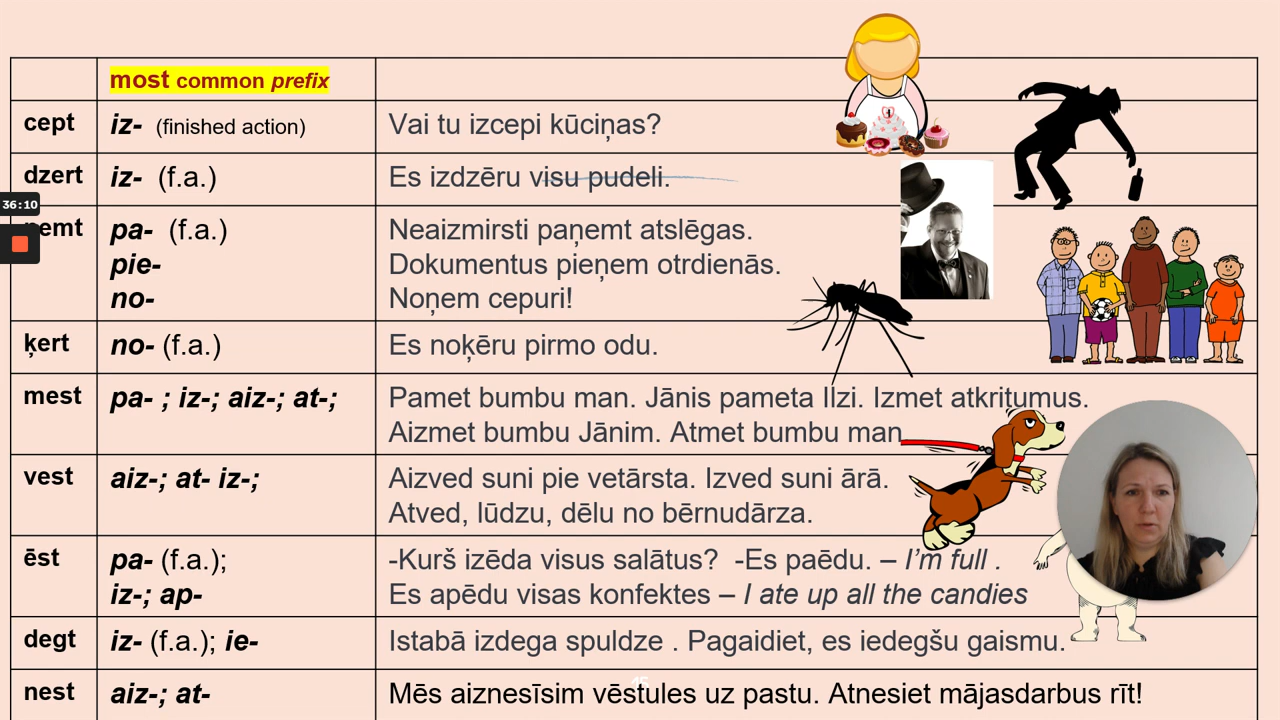 most common prefix
cept iz- (finished action) Vai tu izcepi kūciņas?
dzert iz- (f.a.) Es izdzēru visu pudeli.
36:10
pa- (f.a.) Neaizmirsti paņemt atslēgas.
pie- Dokumentus pieņem otrdienās.
no- Noņem cepuri!
ķert no- (f.a.) Es noķēru pirmo odu.
mest pa- ; iz-; aiz-; at-; Pamet bumbu man. Jānis pameta Ilzi. Izmet atkritumus.
Aizmet bumbu Jānim. Atmet bumbu man
vest aiz-; at- iz-; Aizved suni pie vetārsta. Izved suni ārā.
Atved, lūdzu, dēlu no bērnudārza.
ēst pa- (f.a.); -Kurš izēda visus salātus? -Es paēdu. – I’m full .
iz-; ap- Es apēdu visas konfektes – I ate up all the candies
degt iz- (f.a.); ie- Istabā izdega spuldze . Pagaidiet, es iedegšu gaismu.
nest aiz-; at- Mēs aiznesīsim vēstules uz pastu. Atnesiet mājasdarbus rīt!